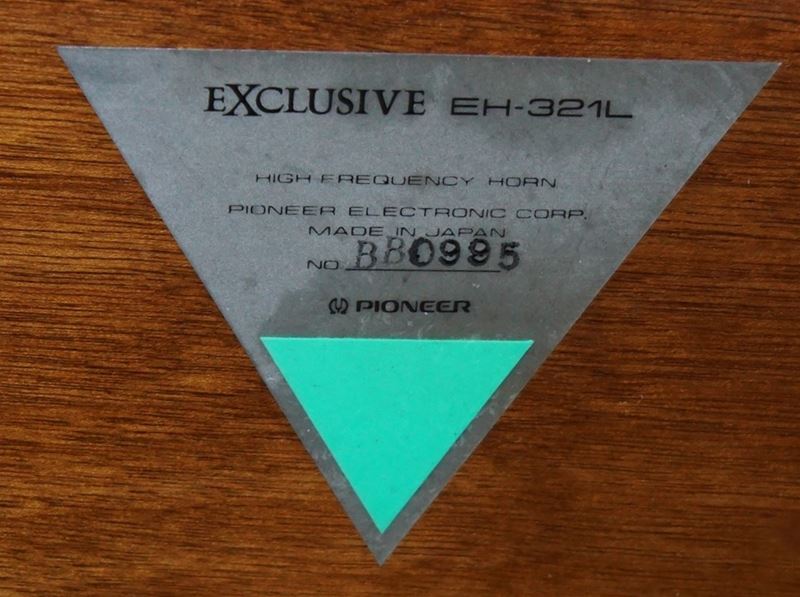 EXCLUSIVE EH-321L
HIGH FREQUENCY HORN
PIONEER ELECTRONIC CORP.
MADE IN JAPAN
NO BB0995
PIONEER